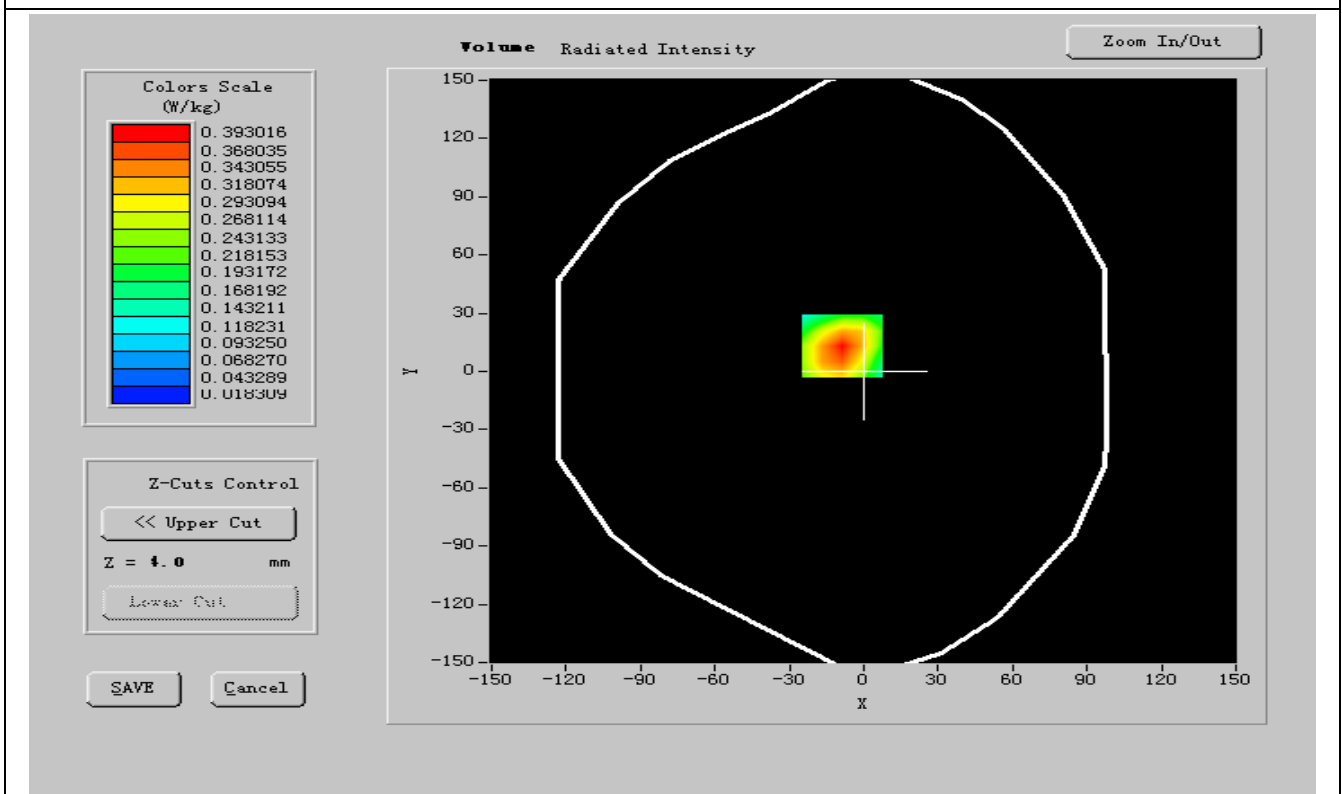 Volume Radiated Intensity
Zoom In/Out
Colors Scale
(W/kg)
0.393016
0.368035
0.343055
0.318074
0.293094
0.268114
0.243133
0.218153
0.193172
0.168192
0.143211
0.118231
0.093250
0.068270
0.043289
0.018309
Z-Cuts Control
<< Upper Cut
Z = 4.0 mm
Lower Cut
SAVE
Cancel
150
120
90
60
30
0
-30
-60
-90
-120
-150
Y
-150 -120 -90 -60 -30 0 30 60 90 120 150
X